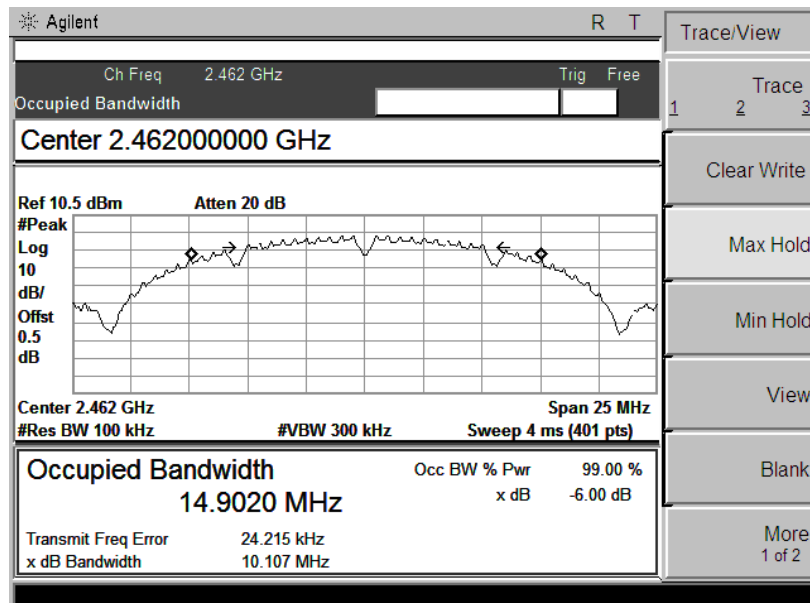 Agilent R T
Trace/View
Ch Freq 2.462 GHz Trig Free
Occupied Bandwidth
Trace
1 2 3
Center 2.462000000 GHz
Clear Write
Ref 10.5 dBm Atten 20 dB
#Peak
Log
10
dB/
Offst
0.5
dB
Max Hold
Min Hold
Center 2.462 GHz Span 25 MHz
#Res BW 100 kHz #VBW 300 kHz Sweep 4 ms (401 pts)
View
Occupied Bandwidth Occ BW % Pwr 99.00 %
14.9020 MHz x dB -6.00 dB
Blank
Transmit Freq Error 24.215 kHz
x dB Bandwidth 10.107 MHz
More
1 of 2